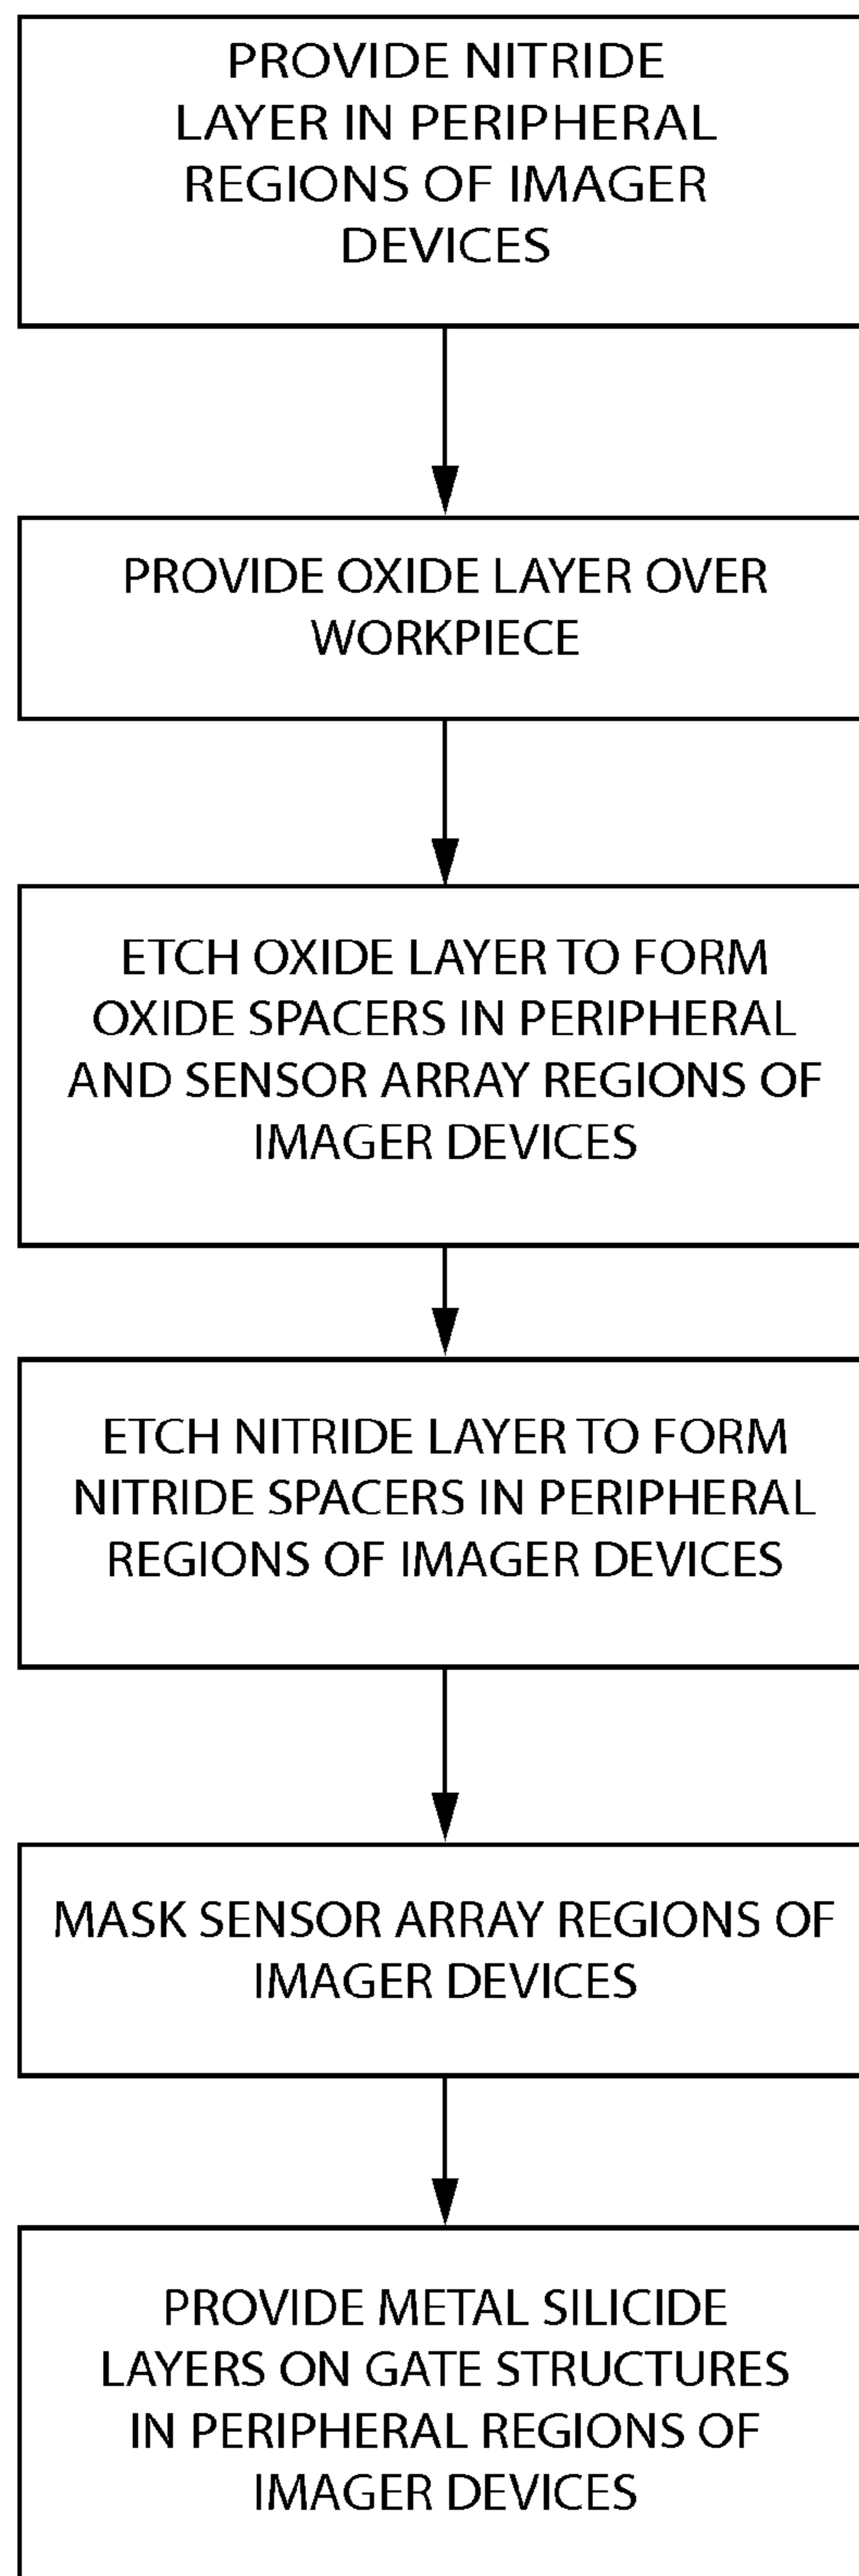 PROVIDE NITRIDE
LAYER IN PERIPHERAL
REGIONS OF IMAGER
DEVICES
PROVIDE OXIDE LAYER OVER
WORKPIECE
ETCH OXIDE LAYER TO FORM
OXIDE SPACERS IN PERIPHERAL
AND SENSOR ARRAY REGIONS OF
IMAGER DEVICES
ETCH NITRIDE LAYER TO FORM
NITRIDE SPACERS IN PERIPHERAL
REGIONS OF IMAGER DEVICES
MASK SENSOR ARRAY REGIONS OF
IMAGER DEVICES
PROVIDE METAL SILICIDE
LAYERS ON GATE STRUCTURES
IN PERIPHERAL REGIONS OF
IMAGER DEVICES